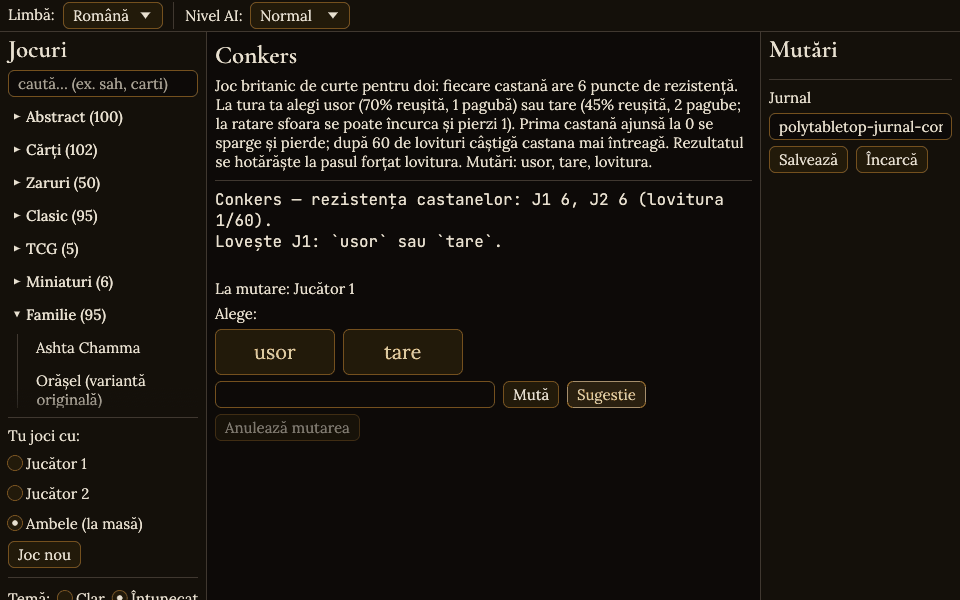 Limbă: Română Nivel AI: Normal
Jocuri
caută... (ex. sah, carti)
Abstract (100)
Cărți (102)
Zaruri (50)
Clasic (95)
TCG (5)
Miniaturi (6)
Familie (95)
Ashta Chamma
Orășel (variantă
originală)
Tu joci cu:
Jucător 1
Jucător 2
Ambele (la masă)
Joc nou
Temă: Clar Întunecat
Conkers
Joc britanic de curte pentru doi: fiecare castană are 6 puncte de rezistență.
La tura ta alegi usor (70% reușită, 1 pagubă) sau tare (45% reușită, 2 pagube;
la ratare sfoara se poate încurca și pierzi 1). Prima castană ajunsă la 0 se
sparge și pierde; după 60 de lovituri câștigă castana mai întreagă. Rezultatul
se hotărăște la pasul forțat lovitura. Mutări: usor, tare, lovitura.
Conkers — rezistența castanelor: J1 6, J2 6 (lovitura
1/60).
Lovește J1: `usor` sau `tare`.
La mutare: Jucător 1
Alege:
usor tare
Mută Sugestie
Anulează mutarea
Mutări
Jurnal
polytabletop-jurnal-cor
Salvează Încarcă